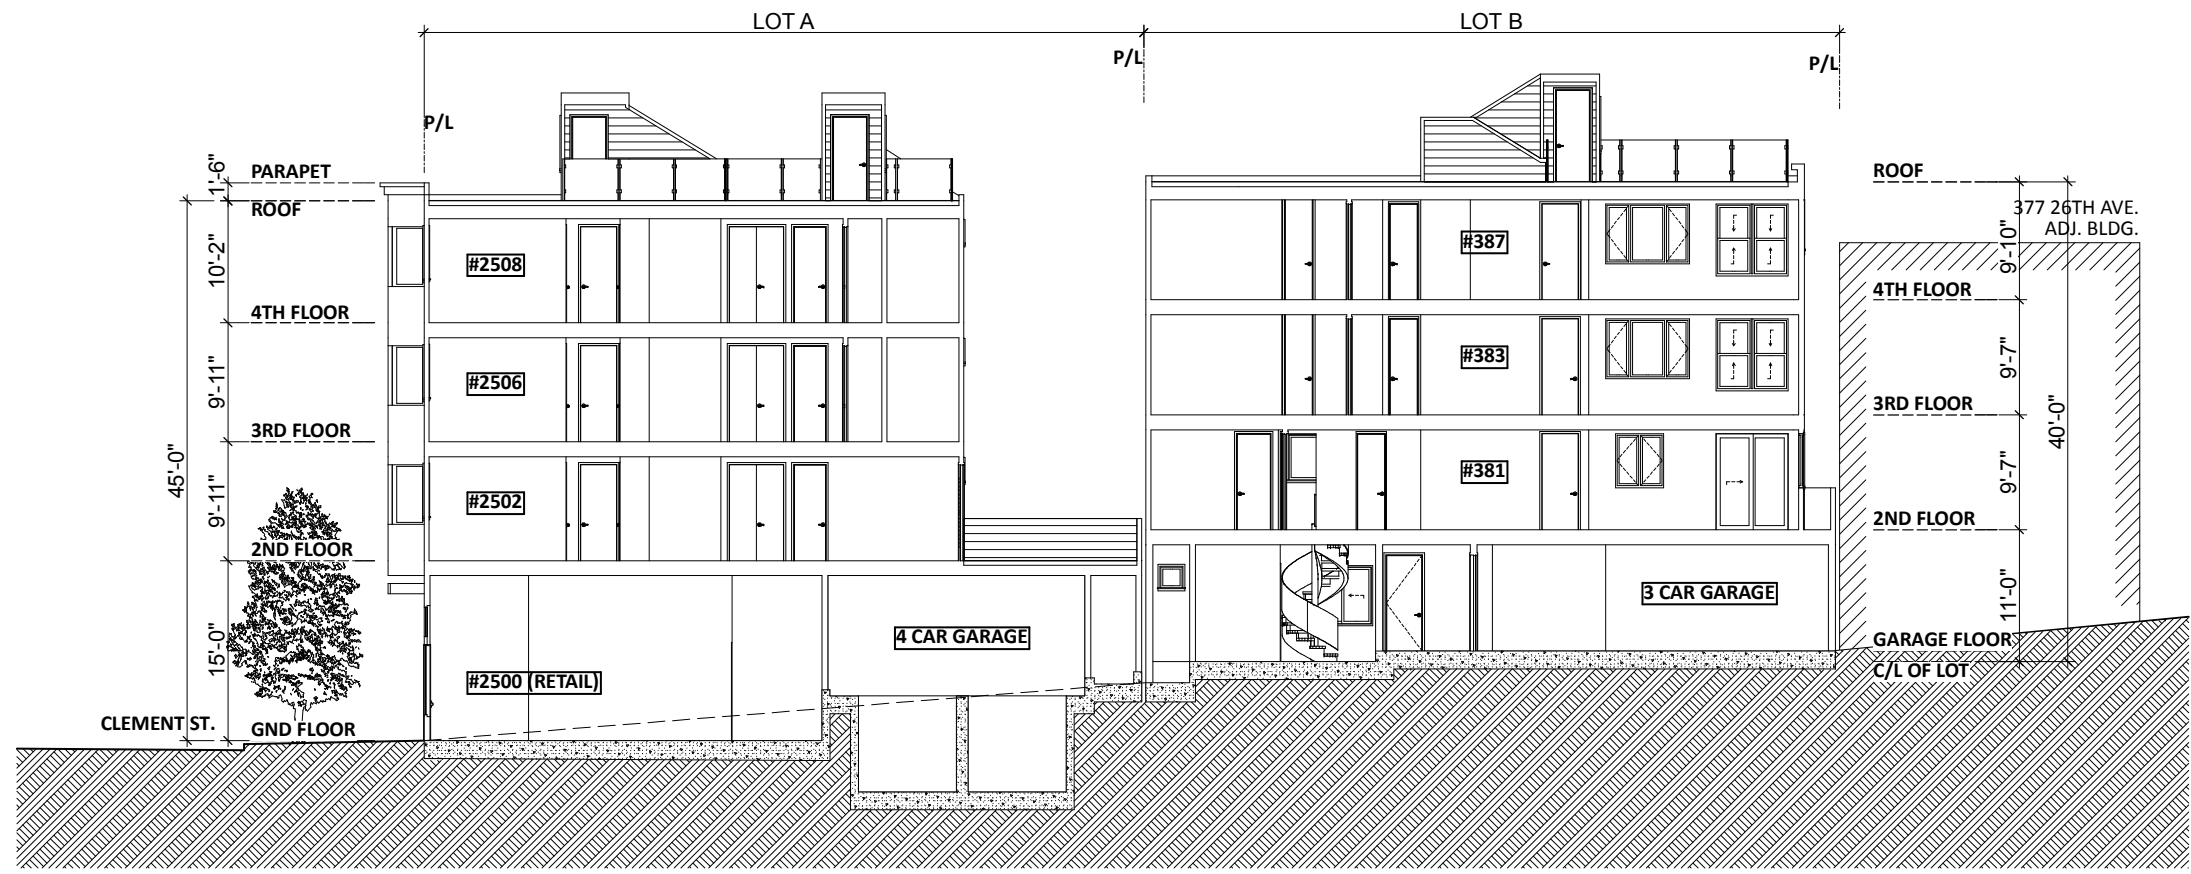 LOT A
LOT B
P/L
P/L
P/L
PARAPET
1'-6"
ROOF
10'-2"
#2508
4TH FLOOR
9'-11"
#2506
3RD FLOOR
45'-0"
9'-11"
#2502
2ND FLOOR
15'-0"
4 CAR GARAGE
#2500 (RETAIL)
CLEMENT ST.
GND FLOOR
ROOF
377 26TH AVE.
ADJ. BLDG.
9'-10"
#387
4TH FLOOR
9'-7"
#383
3RD FLOOR
40'-0"
9'-7"
#381
2ND FLOOR
11'-0"
3 CAR GARAGE
GARAGE FLOOR
C/L OF LOT